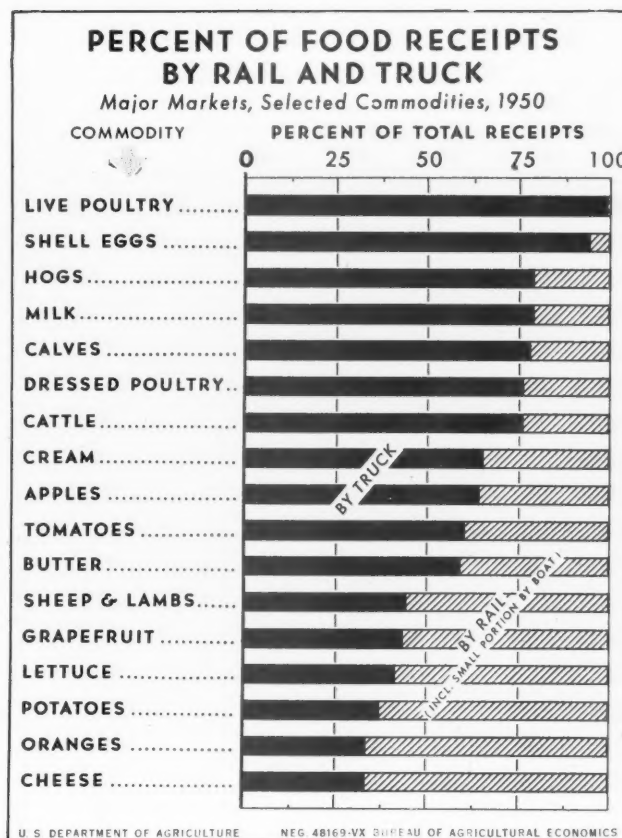 PERCENT OF FOOD RECEIPTS
BY RAIL AND TRUCK
Major Markets, Selected Commodities, 1950
COMMODITY PERCENT OF TOTAL RECEIPTS
0 25 50 75 100
LIVE POULTRY
SHELL EGGS
HOGS
MILK
CALVES
DRESSED POULTRY
CATTLE
CREAM
APPLES
TOMATOES
BUTTER
SHEEP & LAMBS
GRAPEFRUIT
LETTUCE
POTATOES
ORANGES
CHEESE
BY TRUCK
BY RAIL
(INCL. SMALL PORTION BY BOAT)
U. S. DEPARTMENT OF AGRICULTURE NEG. 48169-VX BUREAU OF AGRICULTURAL ECONOMICS